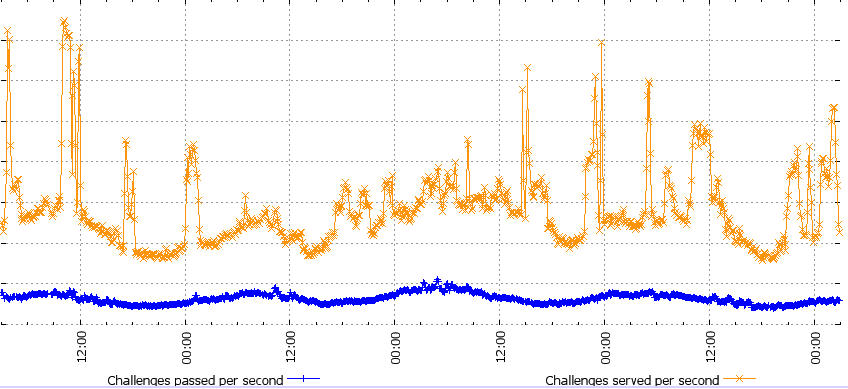 12:00 00:00 12:00 00:00 12:00 00:00 12:00 00:00
Challenges passed per second Challenges served per second